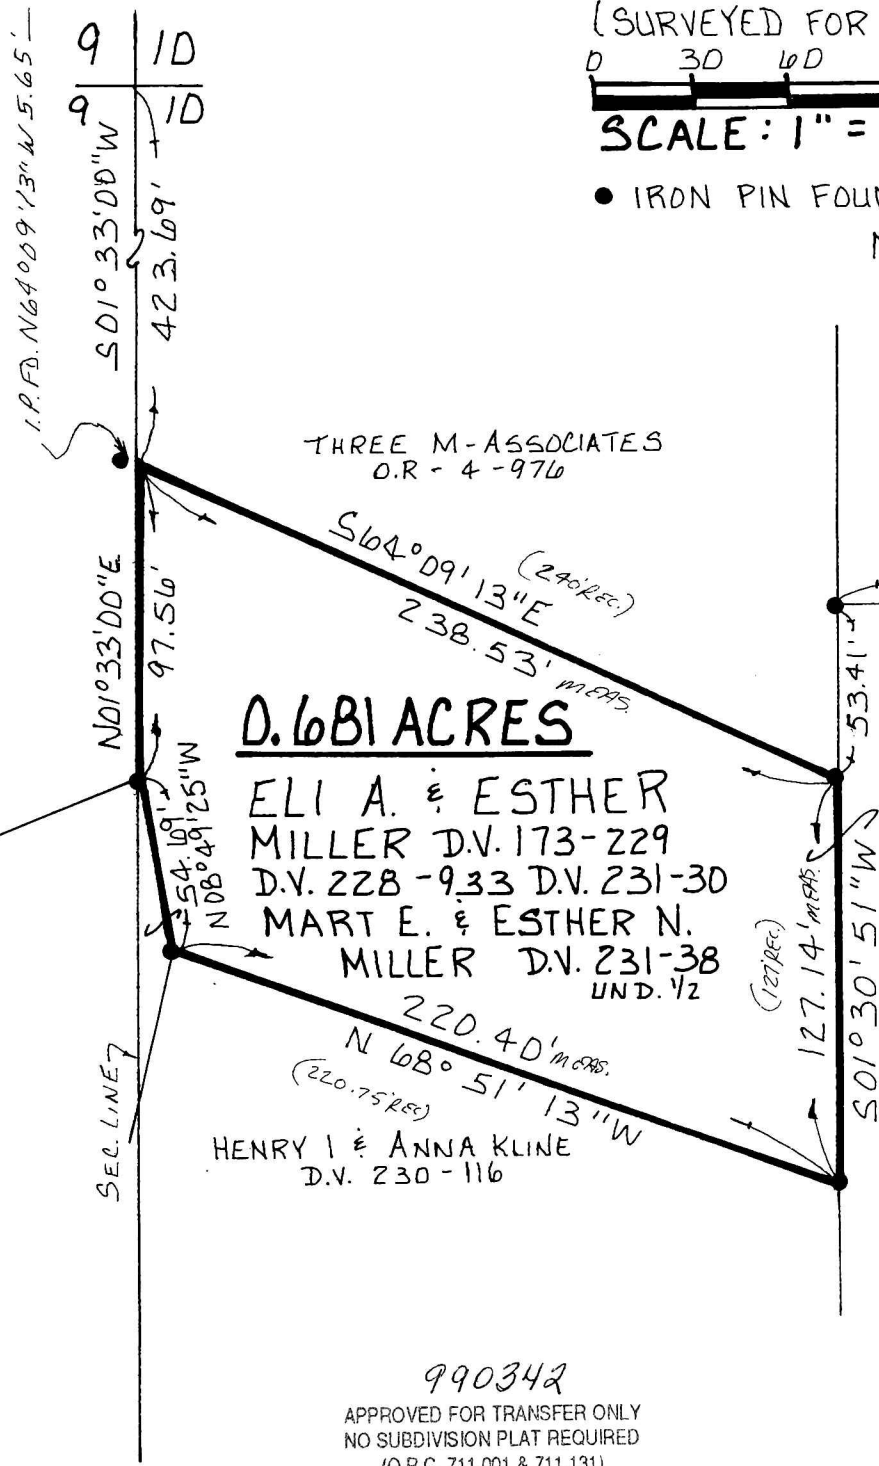 (SURVEYED FOR
0 30 60
SCALE: 1" =
● IRON PIN FOU
9 10
9 10
I.P. FD. N64°09'13"W 5.65'
S01°33'00"W
423.69'
THREE M-ASSOCIATES
O.R - 4 - 976
S64°09'13"E
(240'REC.)
238.53' MEAS.
N01°33'00"E
97.56'
53.41'
0.681 ACRES
ELI A. & ESTHER
MILLER D.V. 173-229
D.V. 228-933 D.V. 231-30
MART E. & ESTHER N.
MILLER D.V. 231-38
UND. 1/2
54.69'
N08°49'25"W
127.14' MEAS.
(127'REC.)
S01°30'51"W
220.40' MEAS.
N 68° 51' 13"W
(220.75'REC)
SEC. LINE
HENRY I & ANNA KLINE
D.V. 230-116
990342
APPROVED FOR TRANSFER ONLY
NO SUBDIVISION PLAT REQUIRED
(O.R.C. 711.001 & 711.131)